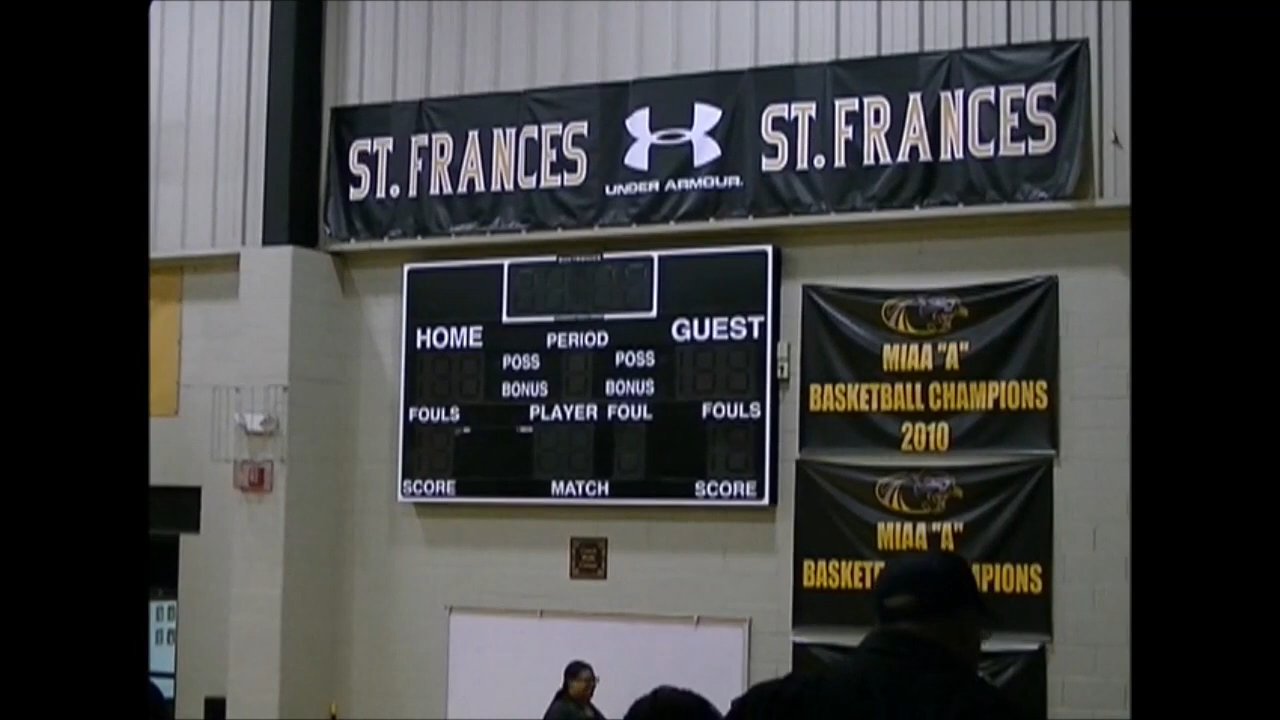 ST. FRANCES UNDER ARMOUR. ST. FRANCES
HOME PERIOD GUEST
POSS POSS
BONUS BONUS
FOULS PLAYER FOUL FOULS
SCORE MATCH SCORE
MIAA "A"
BASKETBALL CHAMPIONS
2010
MIAA "A"
BASKET PIONS